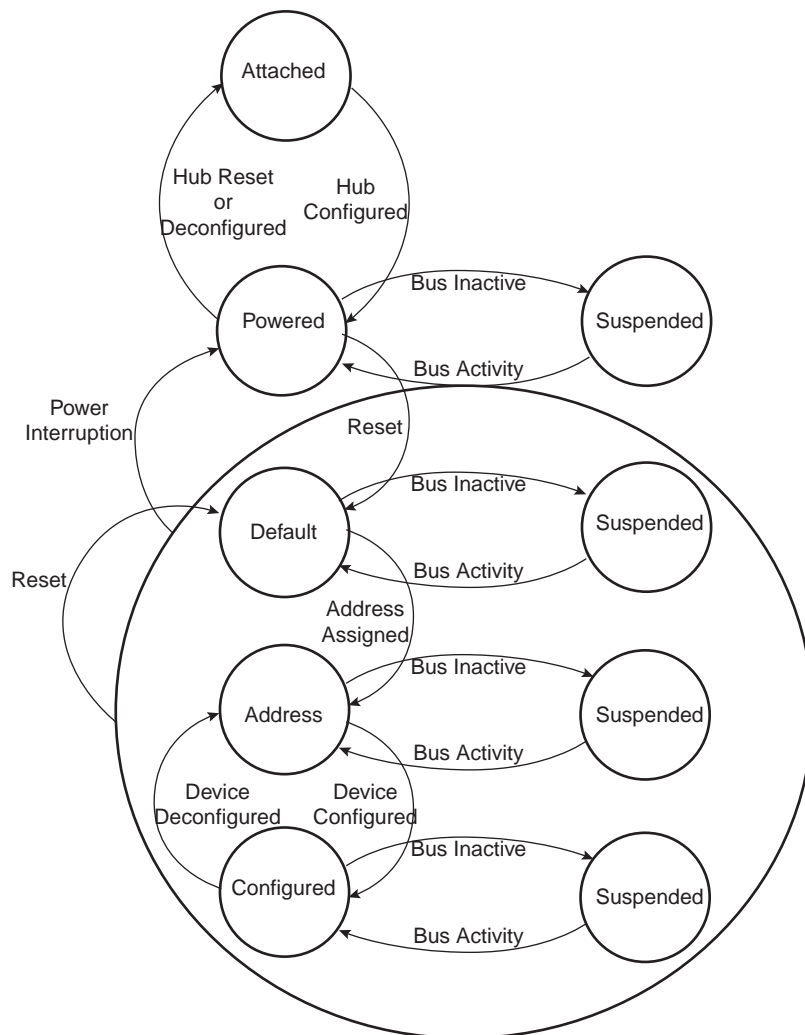 Attached
Hub Reset
or
Deconfigured
Hub
Configured
Powered
Bus Inactive
Suspended
Bus Activity
Power
Interruption
Reset
Default
Bus Inactive
Suspended
Bus Activity
Reset
Address
Assigned
Address
Bus Inactive
Suspended
Bus Activity
Device
Deconfigured
Device
Configured
Configured
Bus Inactive
Suspended
Bus Activity